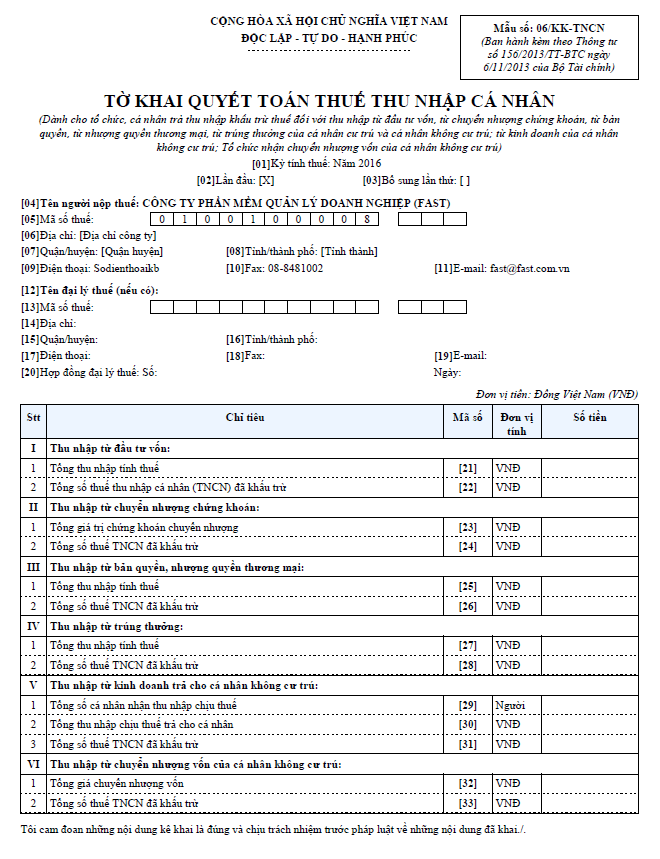 CỘNG HÒA XÃ HỘI CHỦ NGHĨA VIỆT NAM
ĐỘC LẬP - TỰ DO - HẠNH PHÚC
Mẫu số: 06/KK-TNCN
(Ban hành kèm theo Thông tư
số 156/2013/TT-BTC ngày
6/11/2013 của Bộ Tài chính)
TỜ KHAI QUYẾT TOÁN THUẾ THU NHẬP CÁ NHÂN
(Dành cho tổ chức, cá nhân trả thu nhập khấu trừ thuế đối với thu nhập từ đầu tư vốn, từ chuyển nhượng chứng khoán, từ bản
quyền, từ nhượng quyền thương mại, từ trúng thưởng của cá nhân cư trú và cá nhân không cư trú; từ kinh doanh của cá nhân
không cư trú; Tổ chức nhận chuyển nhượng vốn của cá nhân không cư trú)
[01]Kỳ tính thuế: Năm 2016
[02]Lần đầu: [X] [03]Bổ sung lần thứ: [ ]
[04]Tên người nộp thuế: CÔNG TY PHẦN MỀM QUẢN LÝ DOANH NGHIỆP (FAST)
[05]Mã số thuế: 0 1 0 0 1 0 0 0 0 8
[06]Địa chỉ: [Địa chỉ công ty]
[07]Quận/huyện: [Quận huyện] [08]Tỉnh/thành phố: [Tỉnh thành]
[09]Điện thoại: Sodienthoaikb [10]Fax: 08-8481002 [11]E-mail: fast@fast.com.vn
[12]Tên đại lý thuế (nếu có):
[13]Mã số thuế:
[14]Địa chỉ:
[15]Quận/huyện: [16]Tỉnh/thành phố:
[17]Điện thoại: [18]Fax: [19]E-mail:
[20]Hợp đồng đại lý thuế: Số: Ngày:
Đơn vị tiền: Đồng Việt Nam (VNĐ)
Stt Chỉ tiêu Mã số Đơn vị tính Số tiền
I Thu nhập từ đầu tư vốn:
1 Tổng thu nhập tính thuế [21] VNĐ
2 Tổng số thuế thu nhập cá nhân (TNCN) đã khấu trừ [22] VNĐ
II Thu nhập từ chuyển nhượng chứng khoán:
1 Tổng giá trị chứng khoán chuyển nhượng [23] VNĐ
2 Tổng số thuế TNCN đã khấu trừ [24] VNĐ
III Thu nhập từ bản quyền, nhượng quyền thương mại:
1 Tổng thu nhập tính thuế [25] VNĐ
2 Tổng số thuế TNCN đã khấu trừ [26] VNĐ
IV Thu nhập từ trúng thưởng:
1 Tổng thu nhập tính thuế [27] VNĐ
2 Tổng số thuế TNCN đã khấu trừ [28] VNĐ
V Thu nhập từ kinh doanh trả cho cá nhân không cư trú:
1 Tổng số cá nhân nhận thu nhập chịu thuế [29] Người
2 Tổng thu nhập chịu thuế trả cho cá nhân [30] VNĐ
3 Tổng số thuế TNCN đã khấu trừ [31] VNĐ
VI Thu nhập từ chuyển nhượng vốn của cá nhân không cư trú:
1 Tổng giá chuyển nhượng vốn [32] VNĐ
2 Tổng số thuế TNCN đã khấu trừ [33] VNĐ
Tôi cam đoan những nội dung kê khai là đúng và chịu trách nhiệm trước pháp luật về những nội dung đã khai./.